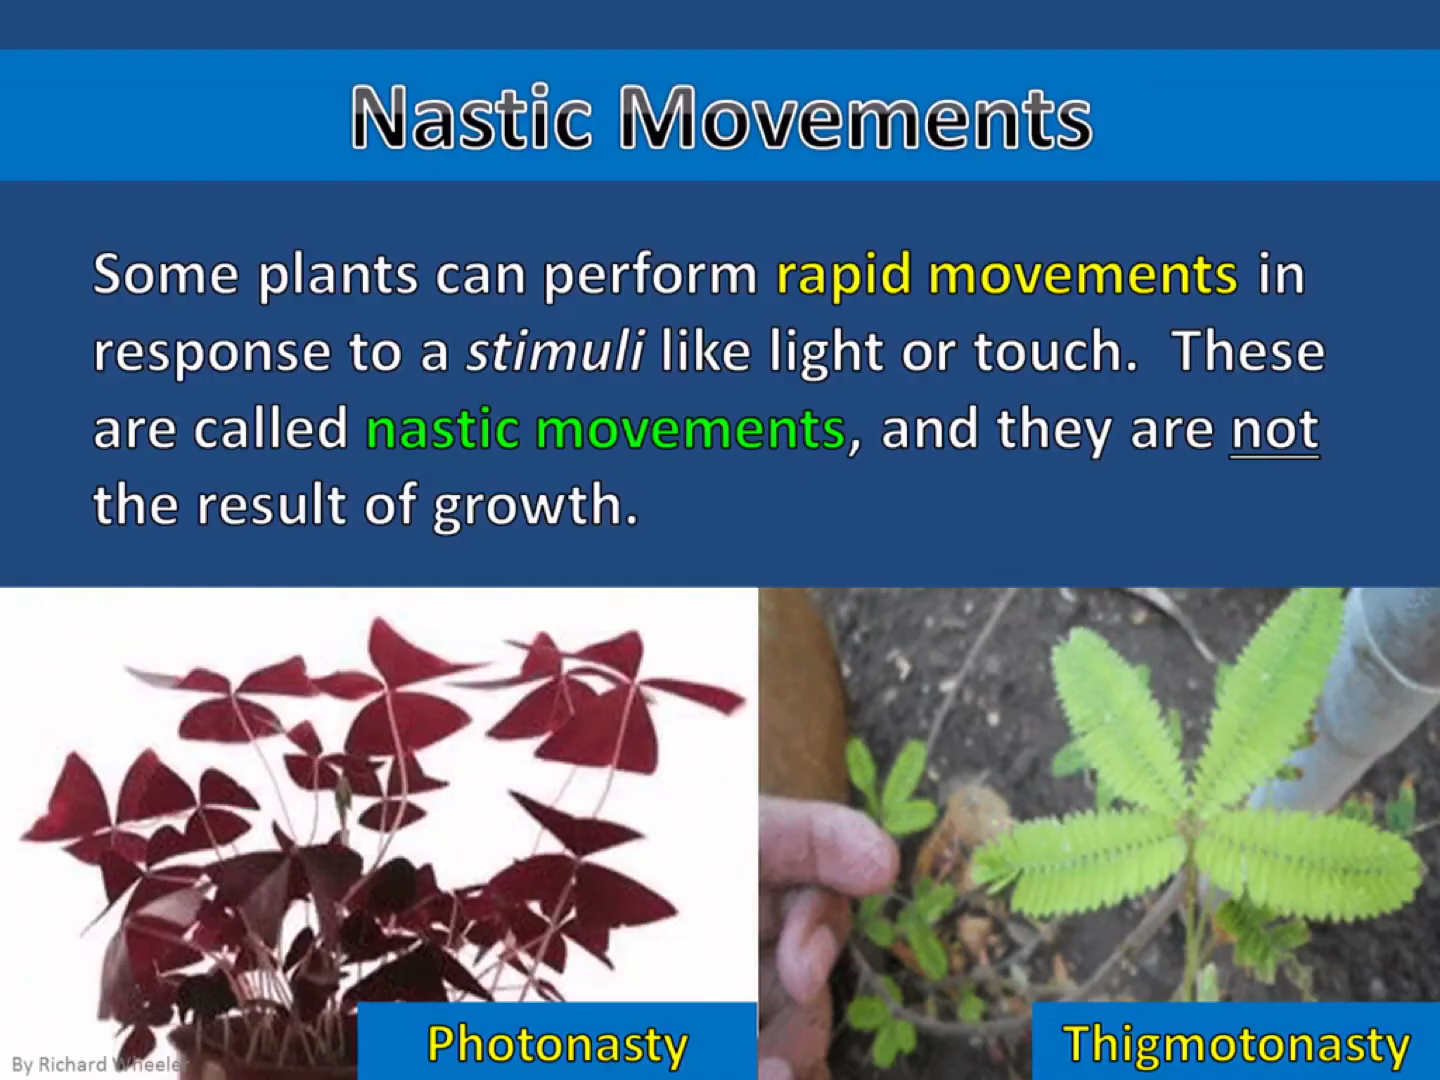 Nastic Movements
Some plants can perform rapid movements in
response to a stimuli like light or touch.  These
are called nastic movements, and they are not
the result of growth.
Photonasty
Thigmotonasty
By Richard Wheeler